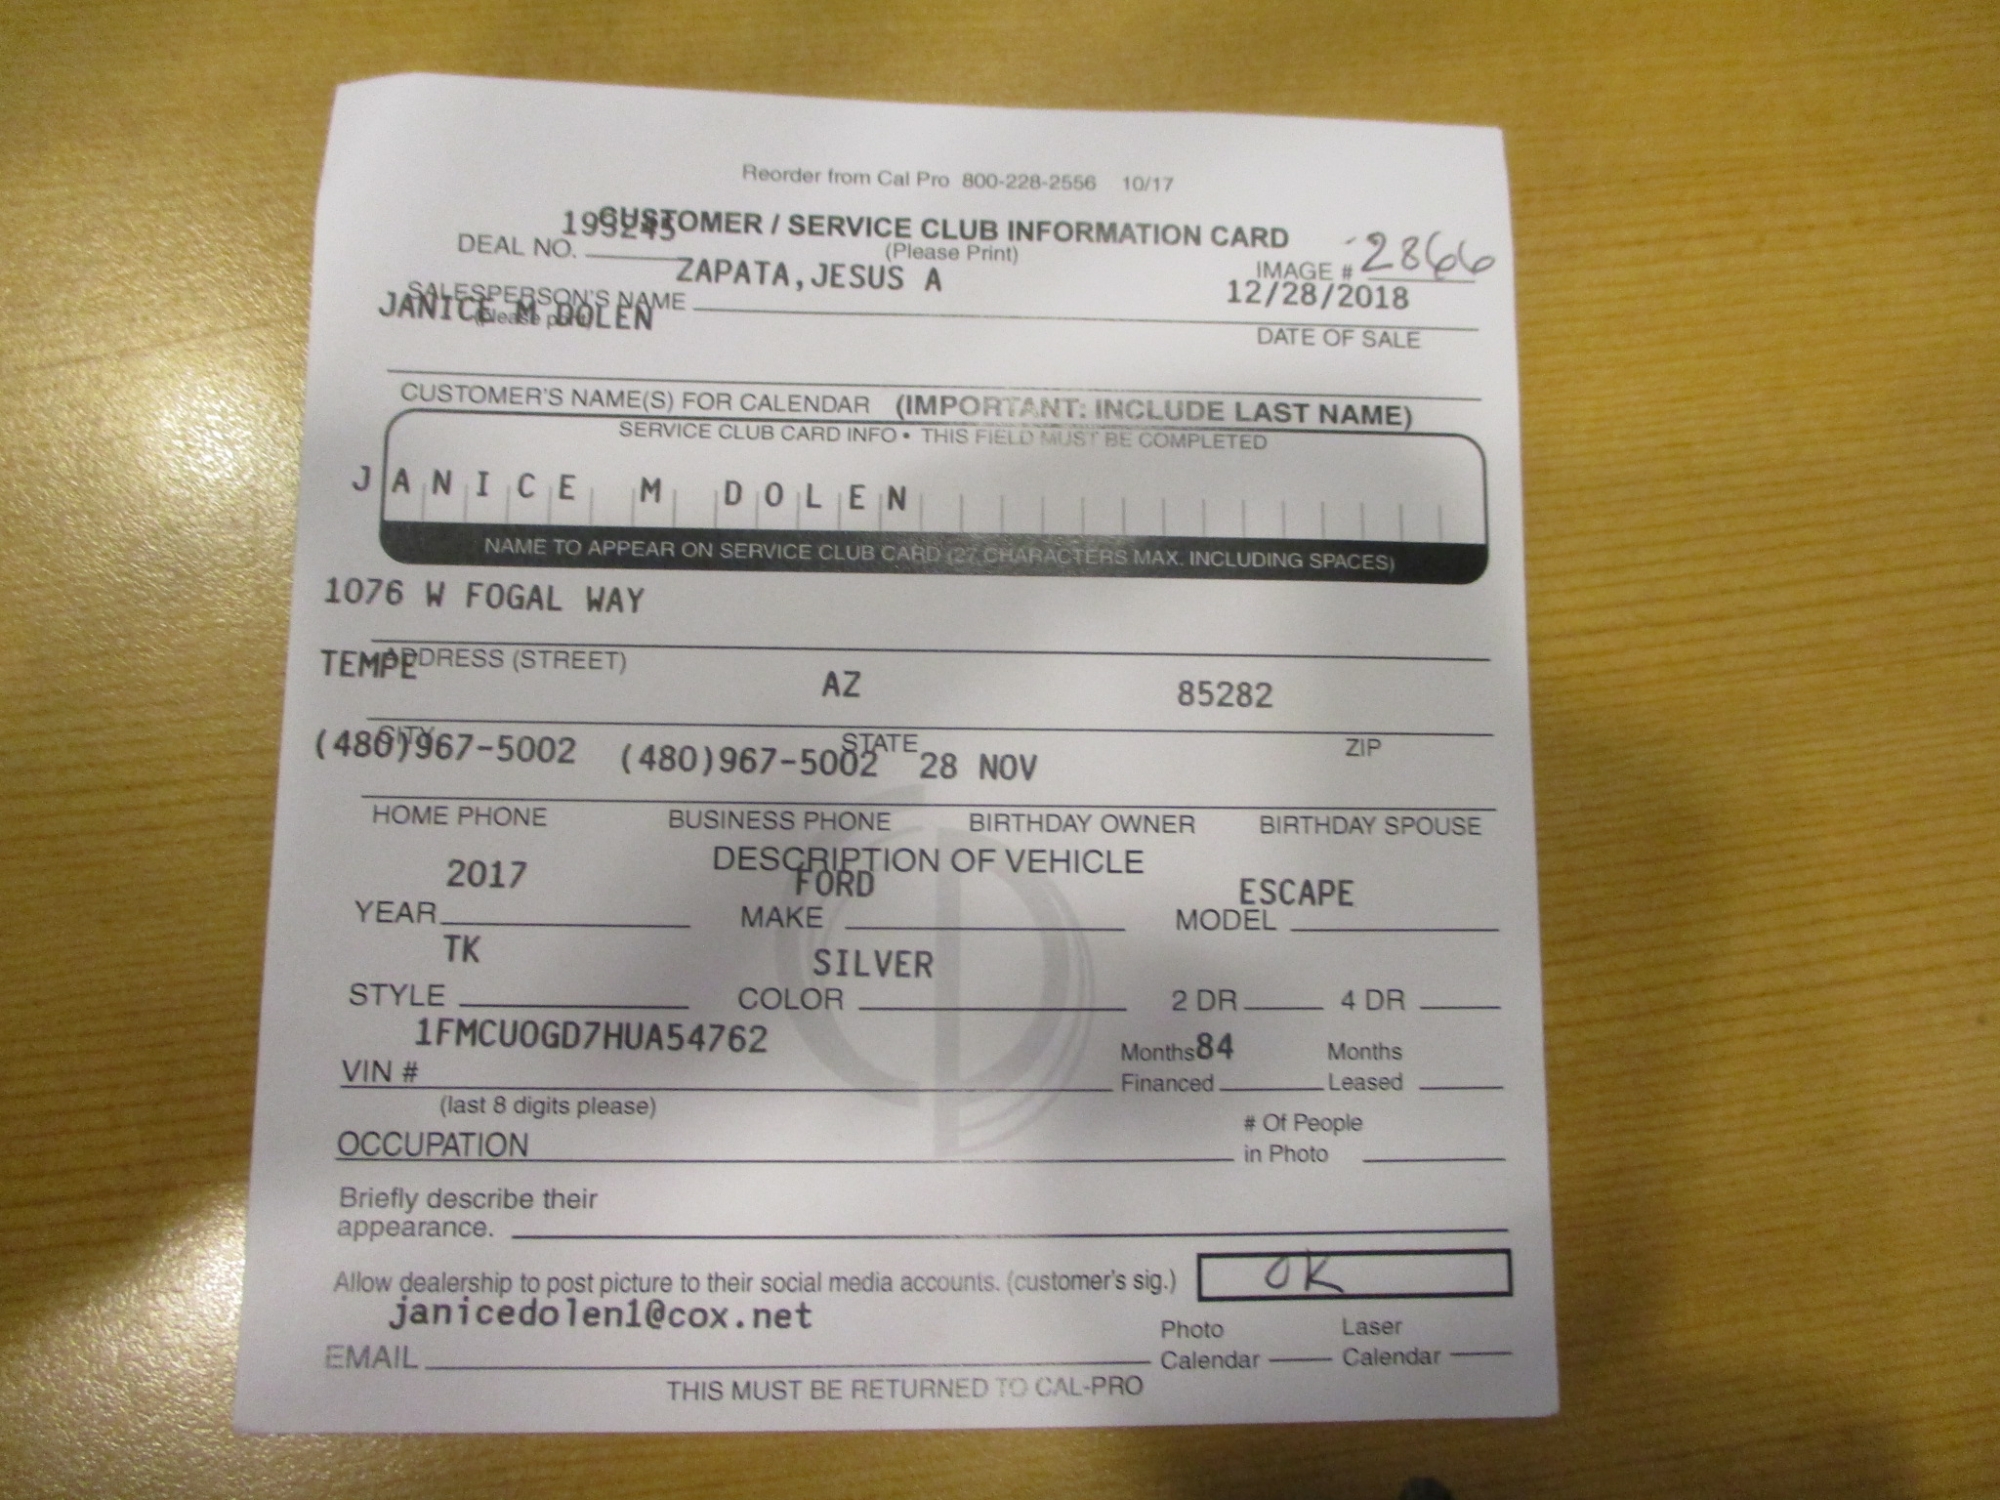 Reorder from Cal Pro 800-228-2556 10/17
CUSTOMER / SERVICE CLUB INFORMATION CARD
(Please Print)
DEAL NO. 199245
IMAGE # 2866
SALESPERSON'S NAME ZAPATA, JESUS A
(please print)
12/28/2018
DATE OF SALE
JANICE M DOLEN
CUSTOMER'S NAME(S) FOR CALENDAR (IMPORTANT: INCLUDE LAST NAME)
SERVICE CLUB CARD INFO • THIS FIELD MUST BE COMPLETED
JANICE M DOLEN
NAME TO APPEAR ON SERVICE CLUB CARD (27 CHARACTERS MAX. INCLUDING SPACES)
1076 W FOGAL WAY
ADDRESS (STREET)
TEMPE AZ 85282
CITY STATE ZIP
(480)967-5002 (480)967-5002 28 NOV
HOME PHONE BUSINESS PHONE BIRTHDAY OWNER BIRTHDAY SPOUSE
DESCRIPTION OF VEHICLE
2017 FORD ESCAPE
YEAR MAKE MODEL
TK SILVER
STYLE COLOR 2 DR 4 DR
1FMCU0GD7HUA54762 Months 84 Months
VIN # Financed Leased
(last 8 digits please)
# Of People
OCCUPATION in Photo
Briefly describe their
appearance.
Allow dealership to post picture to their social media accounts. (customer's sig.) OK
janicedolen1@cox.net
Photo Laser
EMAIL Calendar Calendar
THIS MUST BE RETURNED TO CAL-PRO